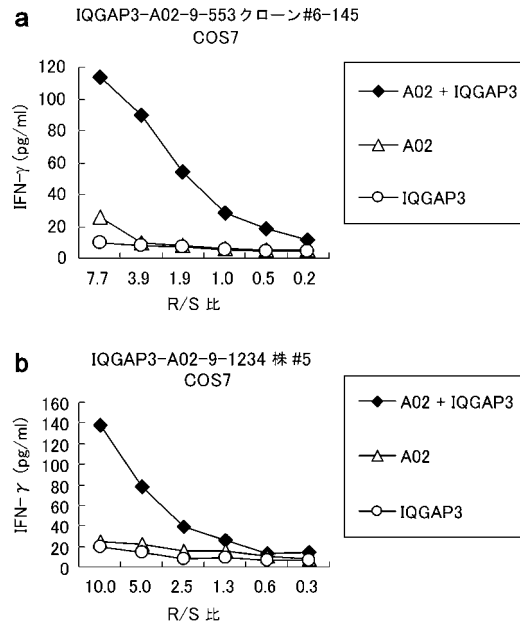 a
IQGAP3-A02-9-553 クローン#6-145
COS7
IFN-γ (pg/ml)
120
100
80
60
40
20
0
7.7 3.9 1.9 1.0 0.5 0.2
R/S 比
A02 + IQGAP3
A02
IQGAP3
b
IQGAP3-A02-9-1234 株 #5
COS7
IFN- γ (pg/ml)
160
140
120
100
80
60
40
20
0
10.0 5.0 2.5 1.3 0.6 0.3
R/S 比
A02 + IQGAP3
A02
IQGAP3